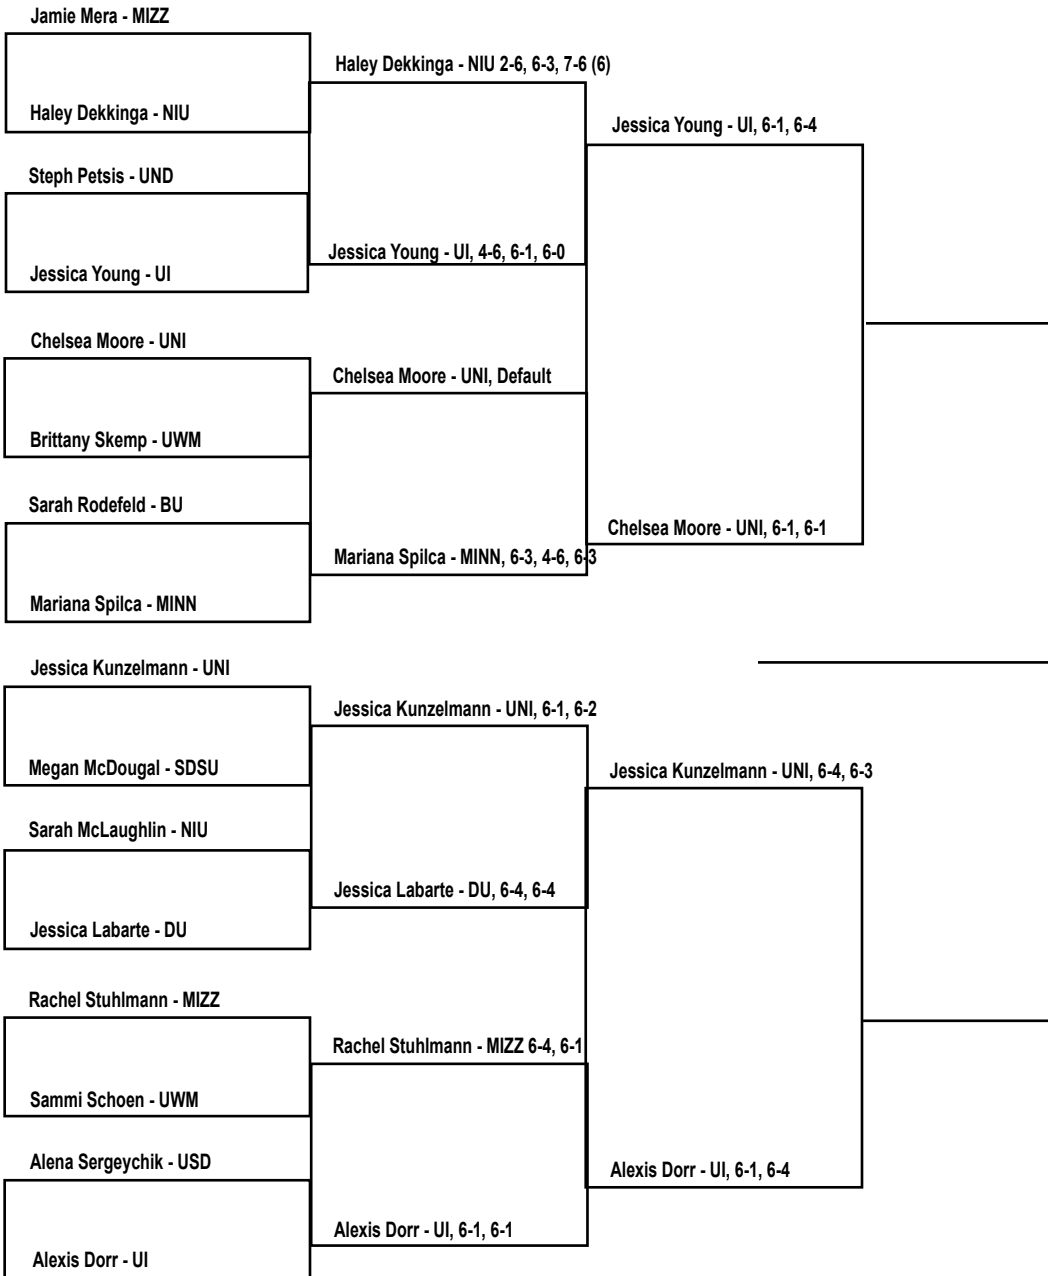 Jamie Mera - MIZZ
Haley Dekkinga - NIU 2-6, 6-3, 7-6 (6)
Haley Dekkinga - NIU
Jessica Young - UI, 6-1, 6-4
Steph Petsis - UND
Jessica Young - UI, 4-6, 6-1, 6-0
Jessica Young - UI
Chelsea Moore - UNI
Chelsea Moore - UNI, Default
Brittany Skemp - UWM
Sarah Rodefeld - BU
Chelsea Moore - UNI, 6-1, 6-1
Mariana Spilca - MINN, 6-3, 4-6, 6-3
Mariana Spilca - MINN
Jessica Kunzelmann - UNI
Jessica Kunzelmann - UNI, 6-1, 6-2
Megan McDougal - SDSU
Jessica Kunzelmann - UNI, 6-4, 6-3
Sarah McLaughlin - NIU
Jessica Labarte - DU, 6-4, 6-4
Jessica Labarte - DU
Rachel Stuhlmann - MIZZ
Rachel Stuhlmann - MIZZ 6-4, 6-1
Sammi Schoen - UWM
Alena Sergeychik - USD
Alexis Dorr - UI, 6-1, 6-4
Alexis Dorr - UI, 6-1, 6-1
Alexis Dorr - UI